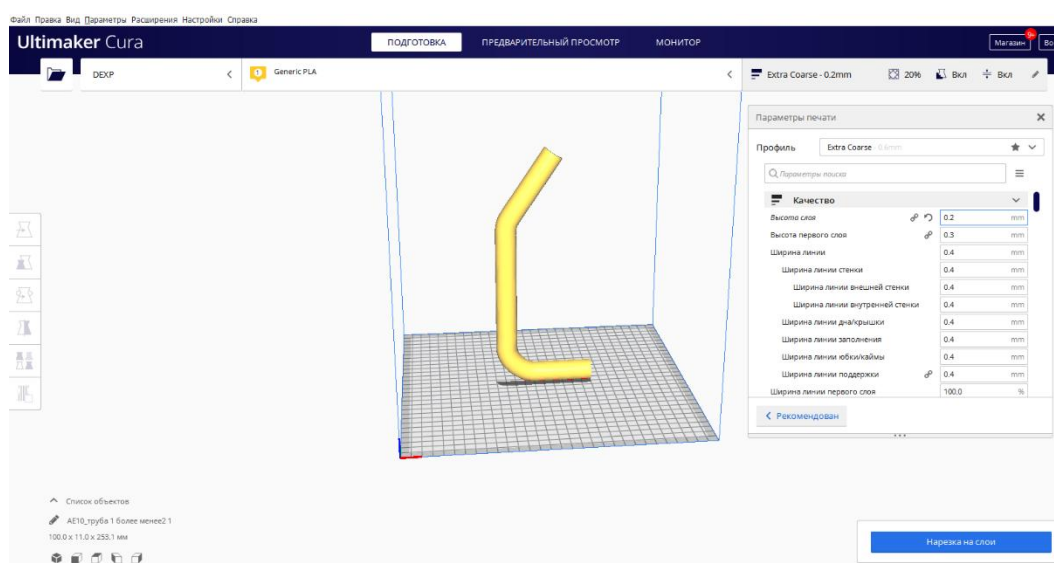 Файл Правка Вид Параметры Расширения Настройки Справка
Ultimaker Cura
ПОДГОТОВКА ПРЕДВАРИТЕЛЬНЫЙ ПРОСМОТР МОНИТОР
9+
Магазин Во
DEXP
1 Generic PLA
Extra Coarse - 0.2mm 20% Вкл Вкл
Параметры печати
Профиль Extra Coarse 0.6mm
Параметры поиска
Качество
Высота слоя 0.2 mm
Высота первого слоя 0.3 mm
Ширина линии 0.4 mm
Ширина линии стенки 0.4 mm
Ширина линии внешней стенки 0.4 mm
Ширина линии внутренней стенки 0.4 mm
Ширина линии дна/крышки 0.4 mm
Ширина линии заполнения 0.4 mm
Ширина линии юбки/каймы 0.4 mm
Ширина линии поддержки 0.4 mm
Ширина линии первого слоя 100.0 %
Рекомендован
Список объектов
AE10_труба 1 более менее2 1
100.0 x 11.0 x 253.1 мм
Нарезка на слои